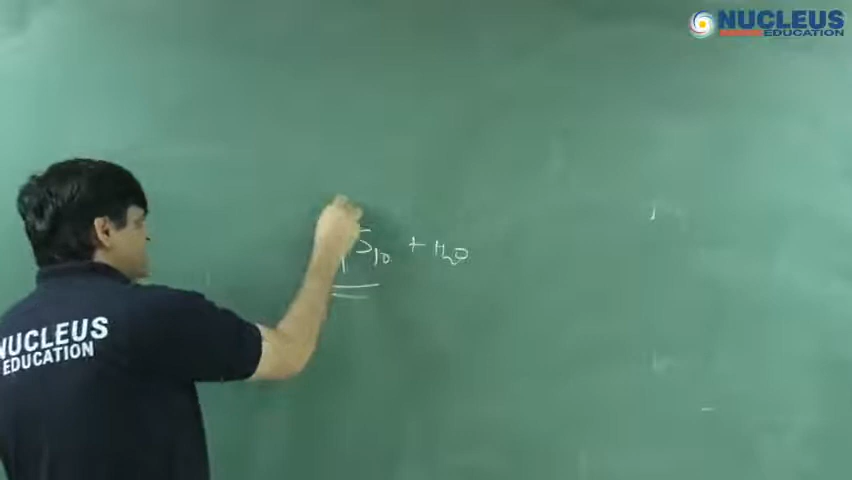 NUCLEUS
EDUCATION
S10 + H2O
NUCLEUS
EDUCATION